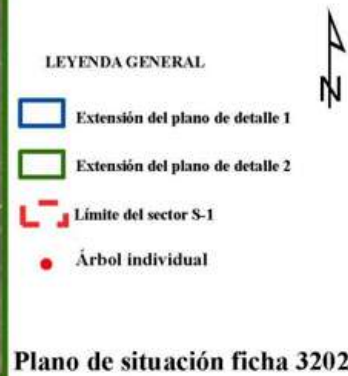 LEYENDA GENERAL
N
Extensión del plano de detalle 1
Extensión del plano de detalle 2
Límite del sector S-1
Árbol individual
Plano de situación ficha 3202